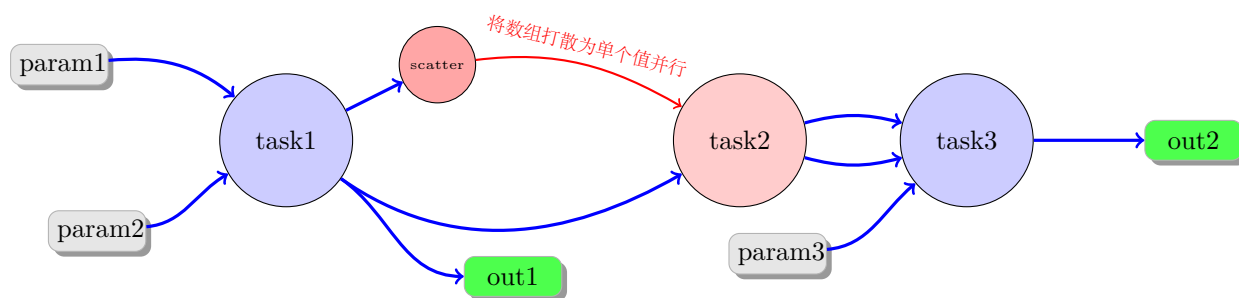 param1
param2
task1
scatter
将数组打散为单个值并行
out1
task2
param3
task3
out2